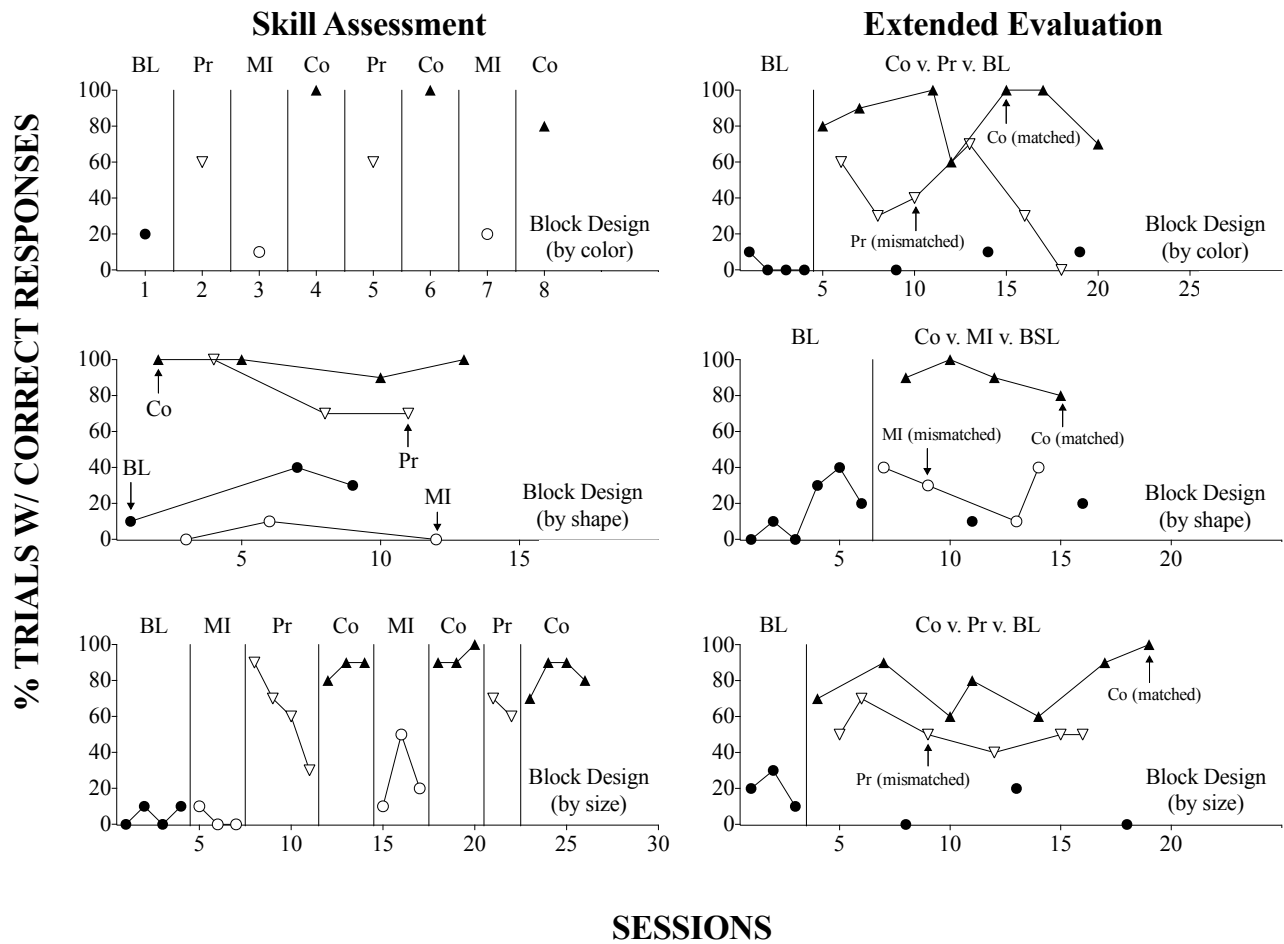 Skill Assessment
Extended Evaluation
% TRIALS W/ CORRECT RESPONSES
BL Pr MI Co Pr Co MI Co
100
80
60
40
20
0
Block Design
(by color)
1 2 3 4 5 6 7 8
BL Co v. Pr v. BL
100
80
60
40
20
0
Co (matched)
Pr (mismatched)
Block Design
(by color)
5 10 15 20 25
100
80
60
40
20
0
Co
Pr
BL
MI
Block Design
(by shape)
5 10 15
BL Co v. MI v. BSL
100
80
60
40
20
0
MI (mismatched)
Co (matched)
Block Design
(by shape)
5 10 15 20
BL MI Pr Co MI Co Pr Co
100
80
60
40
20
0
Block Design
(by size)
5 10 15 20 25 30
BL Co v. Pr v. BL
100
80
60
40
20
0
Co (matched)
Pr (mismatched)
Block Design
(by size)
5 10 15 20
SESSIONS